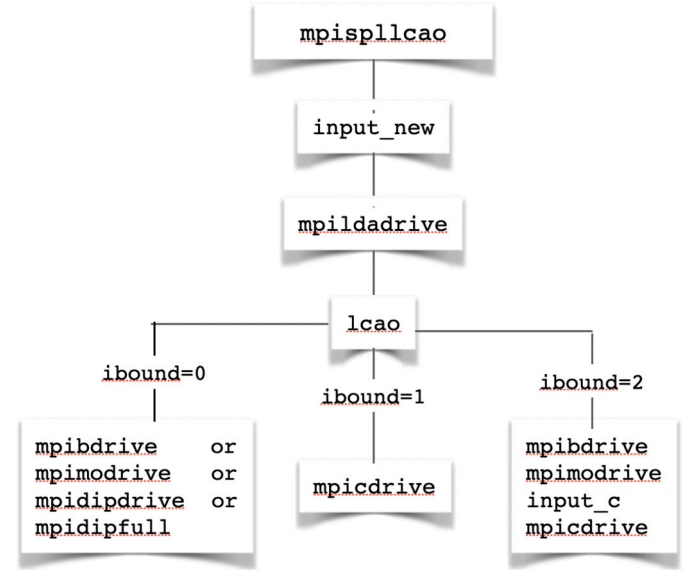 mpispllcao
input_new
mpildadrive
lcao
ibound=0
ibound=1
ibound=2
mpibdrive or
mpimodrive or
mpidipdrive or
mpidipfull
mpicdrive
mpibdrive
mpimodrive
input_c
mpicdrive